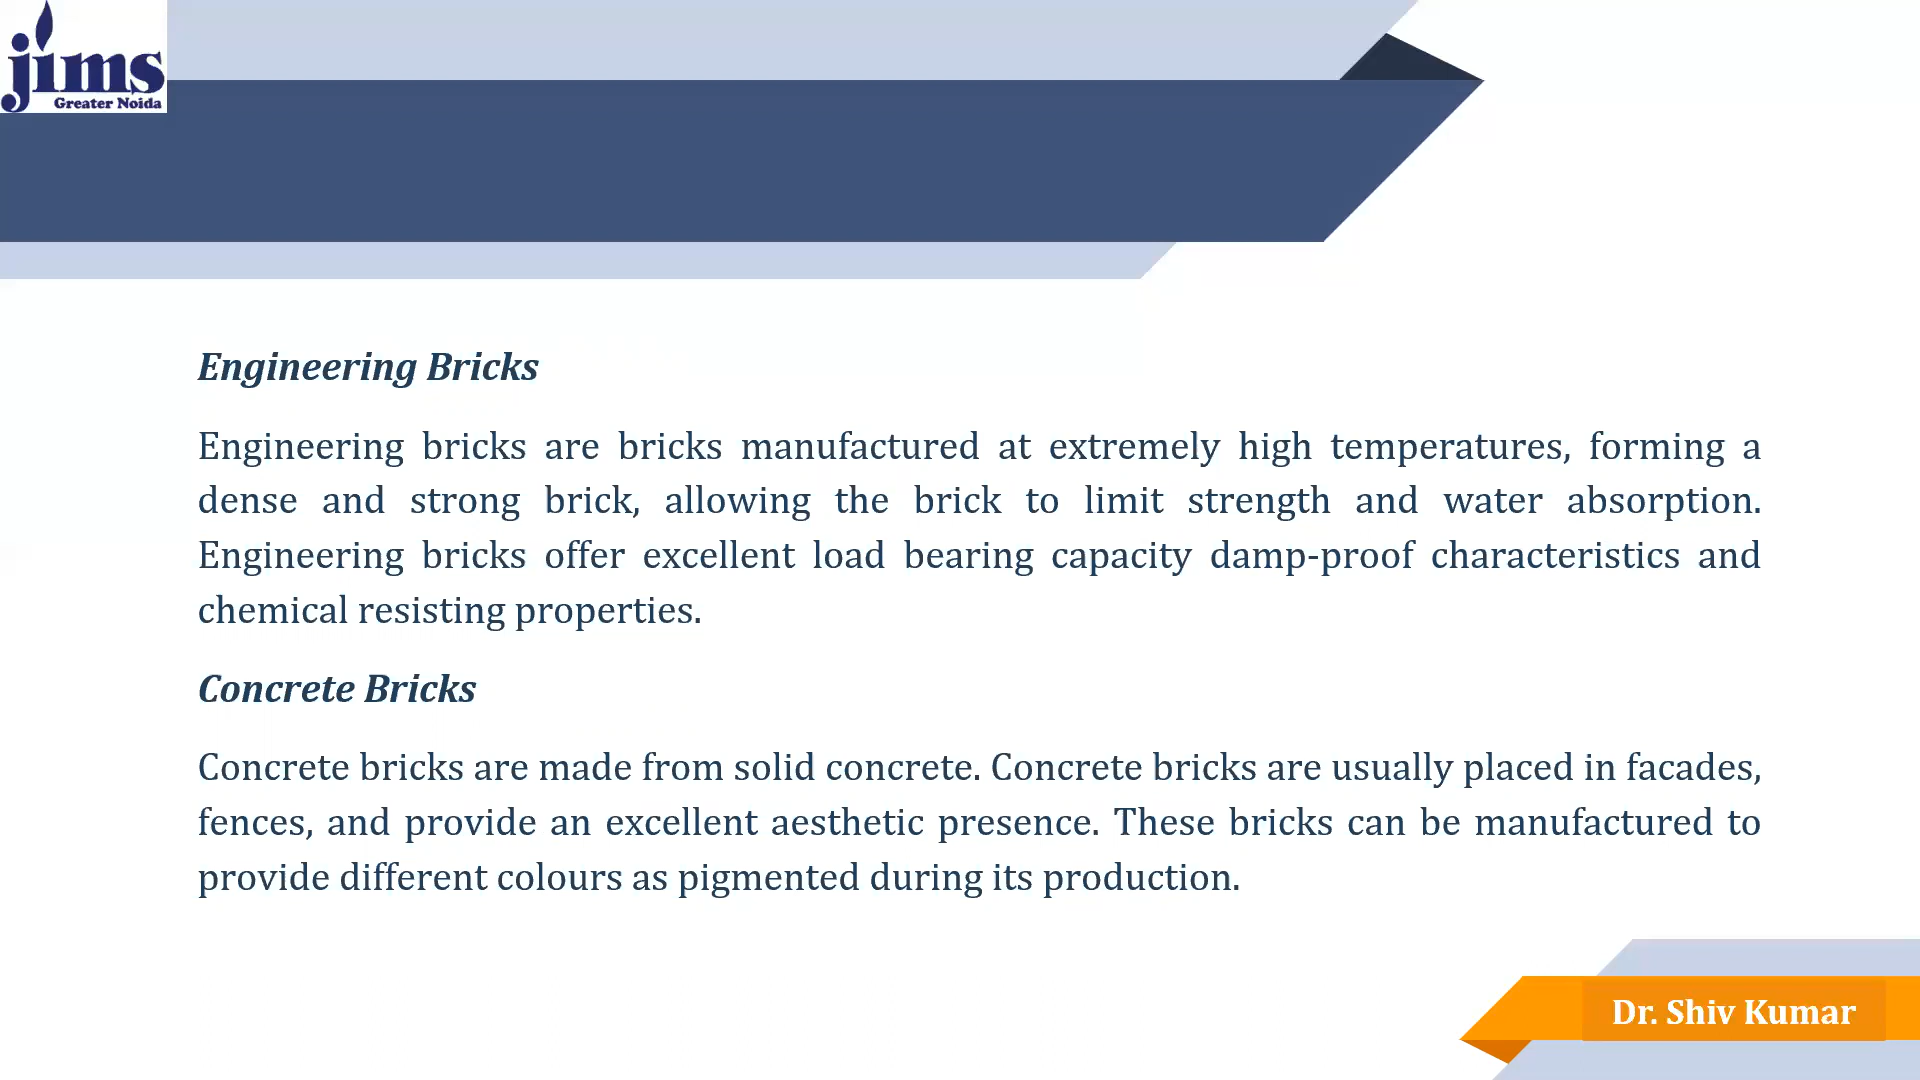 jims
Greater Noida
Engineering Bricks
Engineering bricks are bricks manufactured at extremely high temperatures, forming a
dense and strong brick, allowing the brick to limit strength and water absorption.
Engineering bricks offer excellent load bearing capacity damp-proof characteristics and
chemical resisting properties.
Concrete Bricks
Concrete bricks are made from solid concrete. Concrete bricks are usually placed in facades,
fences, and provide an excellent aesthetic presence. These bricks can be manufactured to
provide different colours as pigmented during its production.
Dr. Shiv Kumar